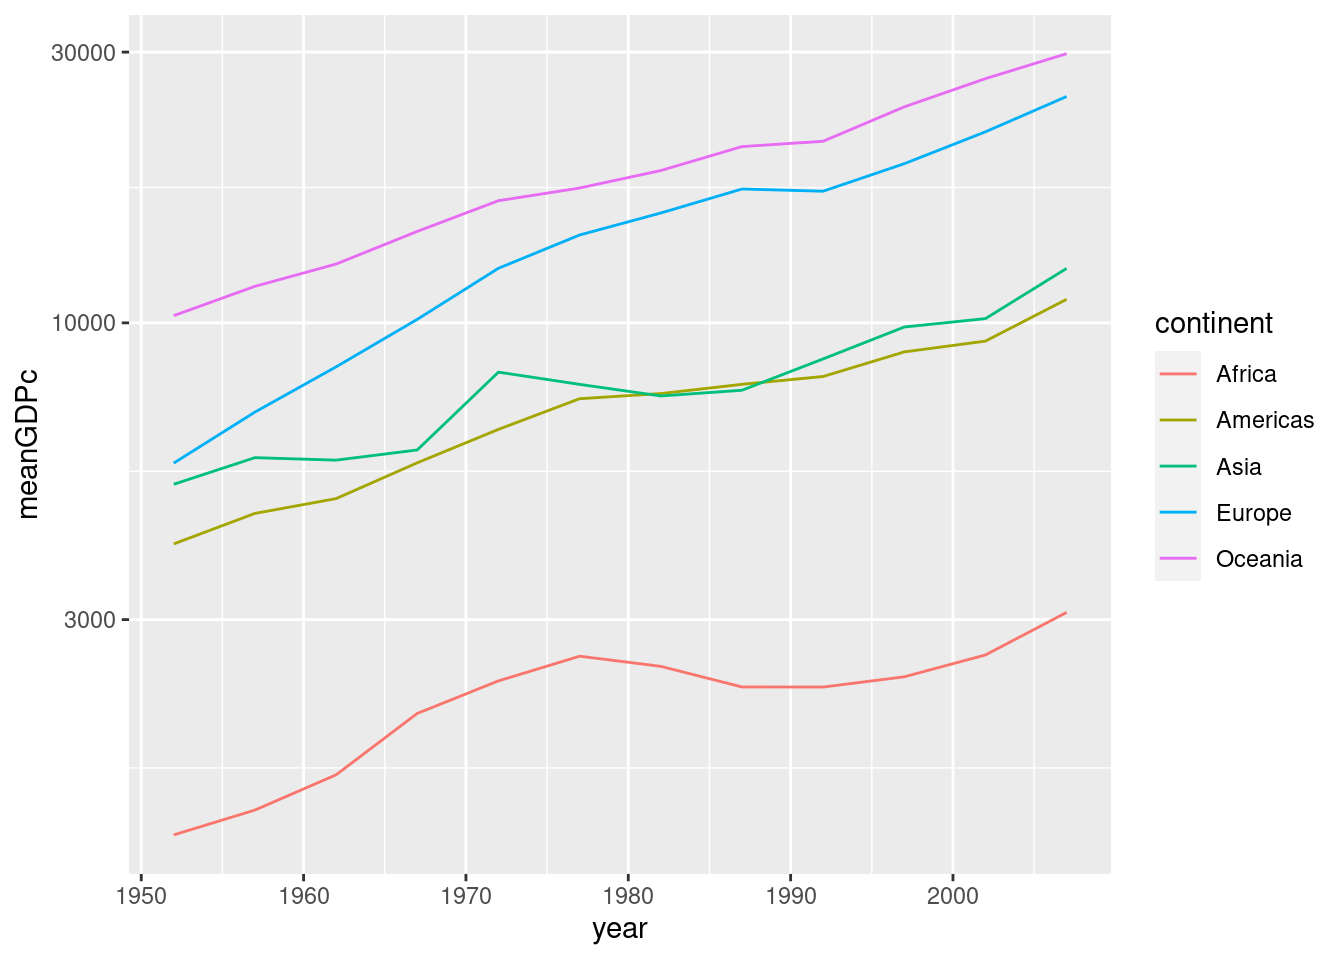 30000
10000
3000
meanGDPc
1950 1960 1970 1980 1990 2000
year
continent
Africa
Americas
Asia
Europe
Oceania